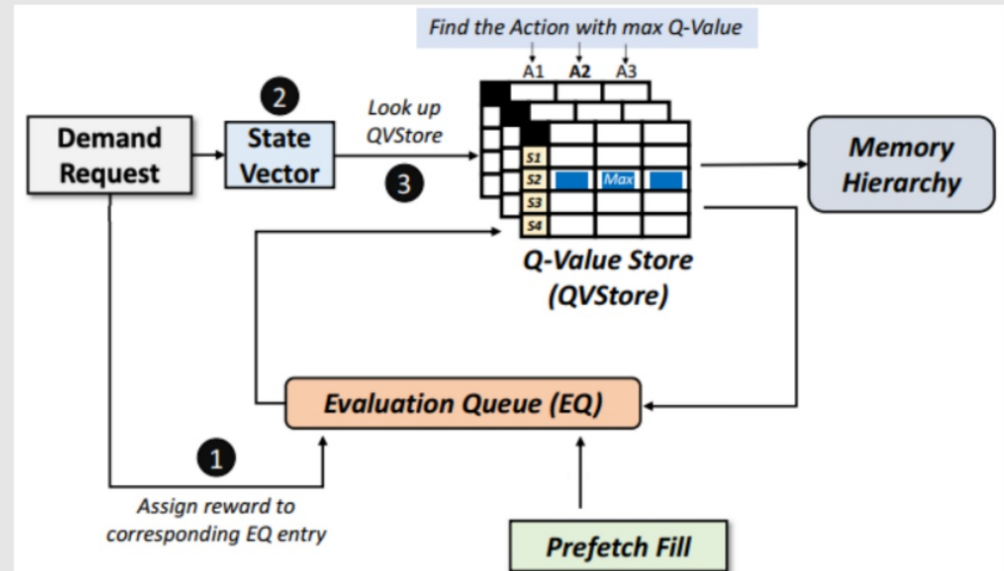 Find the Action with max Q-Value
A1 A2 A3
2
Look up
QVStore
Demand
Request
State
Vector
3
S1
S2 Max
S3
S4
Memory
Hierarchy
Q-Value Store
(QVStore)
Evaluation Queue (EQ)
1
Assign reward to
corresponding EQ entry
Prefetch Fill